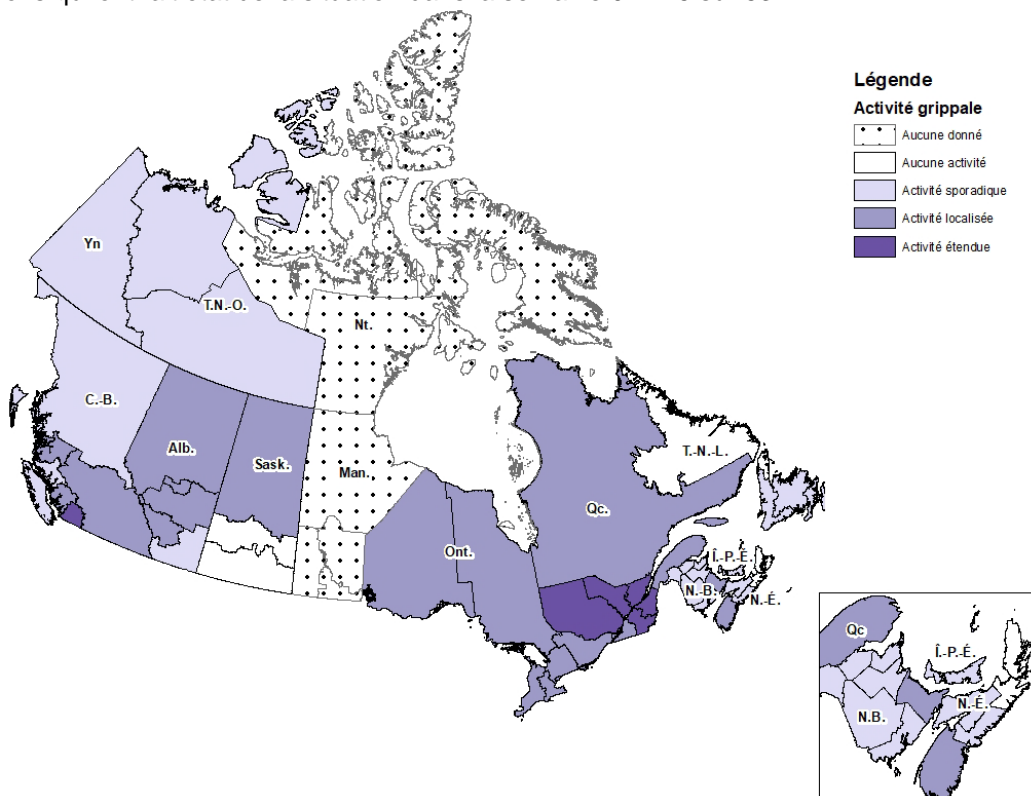 Légende
Activité grippale
Aucune donné
Aucune activité
Activité sporadique
Activité localisée
Activité étendue
Yn
T.N.-O.
Nt.
C.-B.
Alb.
Sask.
Man.
Ont.
Qc.
T.-N.-L.
Î.-P.-É.
N.-B.
N.-É.
Qc
Î.-P.-É.
N.-É.
N.B.